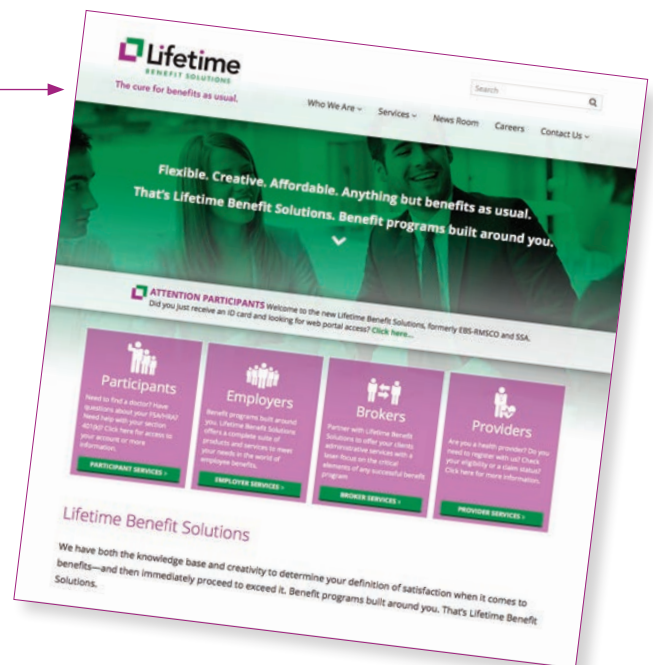 Lifetime
BENEFIT SOLUTIONS
The cure for benefits as usual.
Search
Who We Are
Services
News Room
Careers
Contact Us
Flexible. Creative. Affordable. Anything but benefits as usual.
That's Lifetime Benefit Solutions. Benefit programs built around you.
ATTENTION PARTICIPANTS Welcome to the new Lifetime Benefit Solutions, formerly EBS-RMSCO and SSA.
Did you just receive an ID card and looking for web portal access? Click here...
Participants
Need to find a doctor? Have
questions about your FSA/HRA?
Need help with your section
401(k)? Click here for access to
your account or more
information.
PARTICIPANT SERVICES ›
Employers
Benefit programs built around
you. Lifetime Benefit Solutions
offers a complete suite of
products and services to meet
your needs in the world of
employee benefits.
EMPLOYER SERVICES ›
Brokers
Partner with Lifetime Benefit
Solutions to offer your clients
administrative services with a
laser focus on the critical
elements of any successful benefit
program
BROKER SERVICES ›
Providers
Are you a health provider? Do you
need to register with us? Check
your eligibility or a claim status?
Click here for more information.
PROVIDER SERVICES ›
Lifetime Benefit Solutions
We have both the knowledge base and creativity to determine your definition of satisfaction when it comes to
benefits—and then immediately proceed to exceed it. Benefit programs built around you. That's Lifetime Benefit
Solutions.